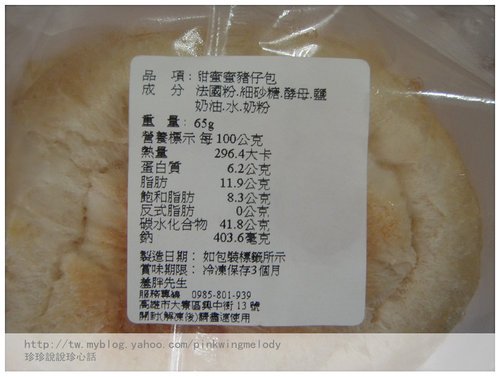 品 項: 甜蜜蜜豬仔包
成 分 法國粉.細砂糖.酵母.鹽
奶油.水.奶粉
重 量: 65g
營養標示 每 100公克
熱量 296.4大卡
蛋白質 6.2公克
脂肪 11.9公克
飽和脂肪 8.3公克
反式脂肪 0公克
碳水化合物 41.8公克
鈉 403.6毫克
製造日期: 如包裝標籤所示
賞味期限: 冷凍保存3個月
羞胖先生
服務專線 0985-801-939
高雄市大寮區興中街13號
開封(解凍後)請盡速使用
http://tw.myblog.yahoo.com/pinkwingmelody
珍珍說說珍心話